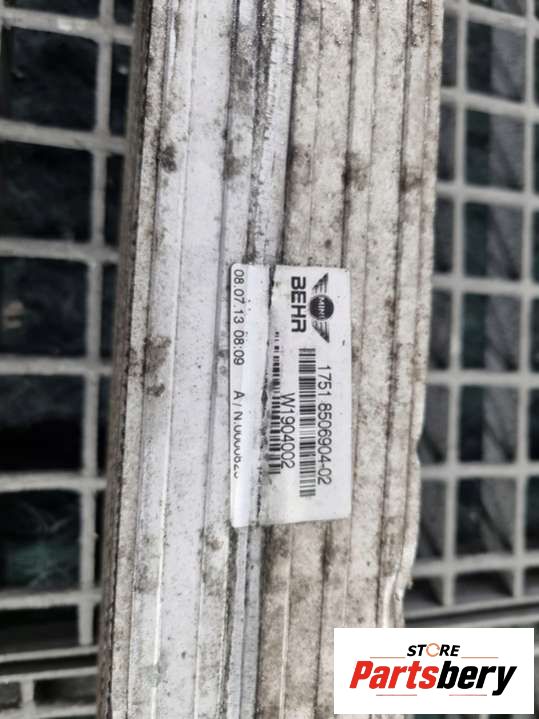 MINI
BEHR
1751 8506904-02
W1904002
08.07.13 08:09 A / N:
STORE
Partsbery